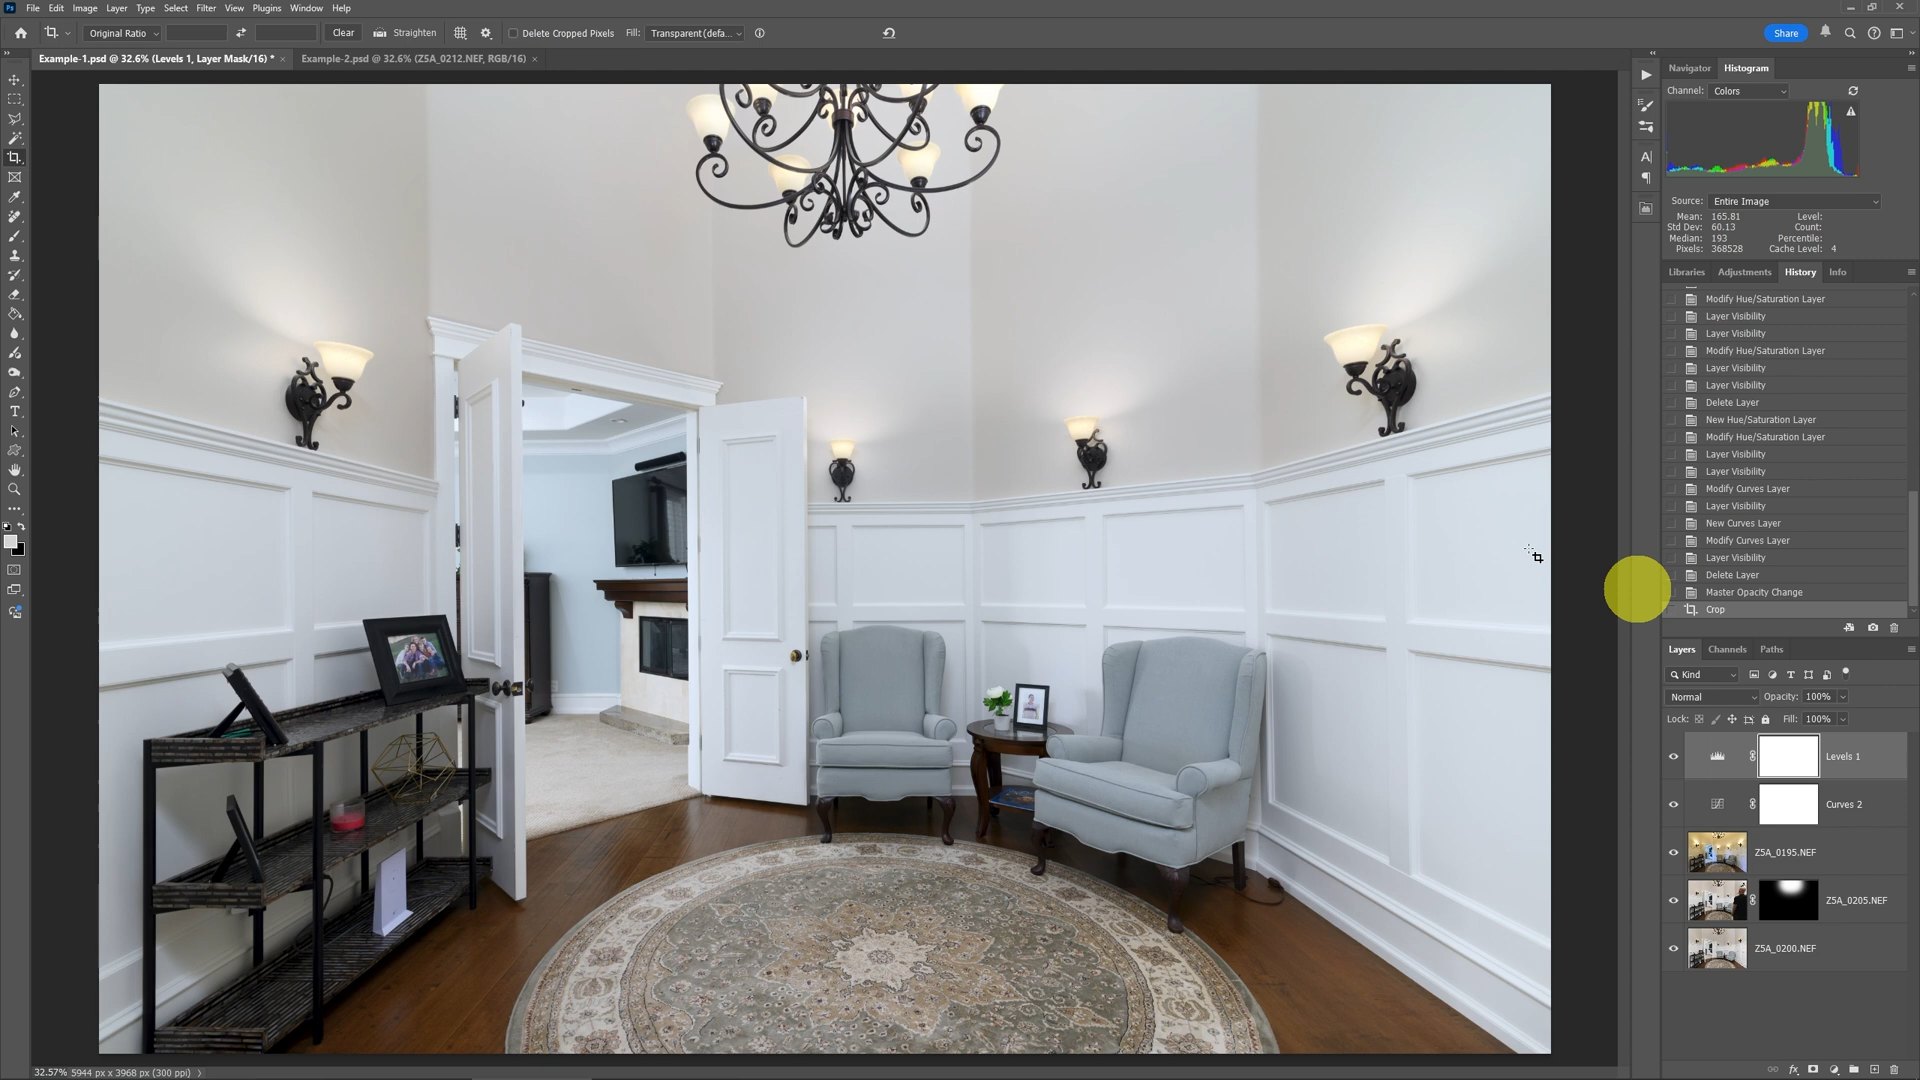 File Edit Image Layer Type Select Filter View Plugins Window Help
Original Ratio Clear Straighten Delete Cropped Pixels Fill: Transparent (defa... Share
Example-1.psd @ 32.6% (Levels 1, Layer Mask/16) * × Example-2.psd @ 32.6% (Z5A_0212.NEF, RGB/16) ×
Navigator Histogram
Channel: Colors
Source: Entire Image
Mean: 165.81 Level:
Std Dev: 60.13 Count:
Median: 193 Percentile:
Pixels: 368528 Cache Level: 4
Libraries Adjustments History Info
Modify Hue/Saturation Layer
Layer Visibility
Layer Visibility
Modify Hue/Saturation Layer
Layer Visibility
Layer Visibility
Delete Layer
New Hue/Saturation Layer
Modify Hue/Saturation Layer
Layer Visibility
Layer Visibility
Modify Curves Layer
Layer Visibility
New Curves Layer
Modify Curves Layer
Layer Visibility
Delete Layer
Master Opacity Change
Crop
Layers Channels Paths
Kind
Normal Opacity: 100%
Lock: Fill: 100%
Levels 1
Curves 2
Z5A_0195.NEF
Z5A_0205.NEF
Z5A_0200.NEF
32.57% 5944 px x 3968 px (300 ppi)